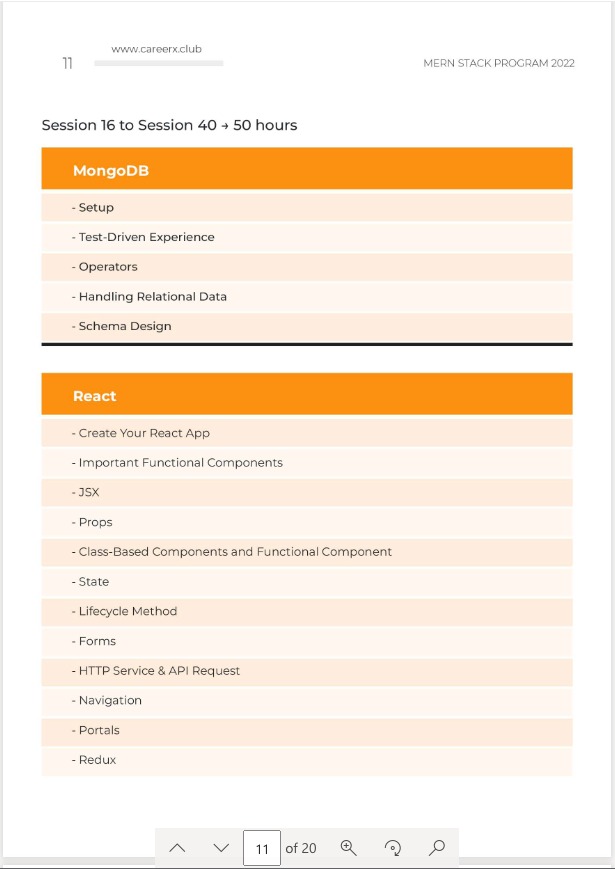 www.careerx.club
11
MERN STACK PROGRAM 2022
Session 16 to Session 40 → 50 hours
MongoDB
- Setup
- Test-Driven Experience
- Operators
- Handling Relational Data
- Schema Design
React
- Create Your React App
- Important Functional Components
- JSX
- Props
- Class-Based Components and Functional Component
- State
- Lifecycle Method
- Forms
- HTTP Service & API Request
- Navigation
- Portals
- Redux
11 of 20